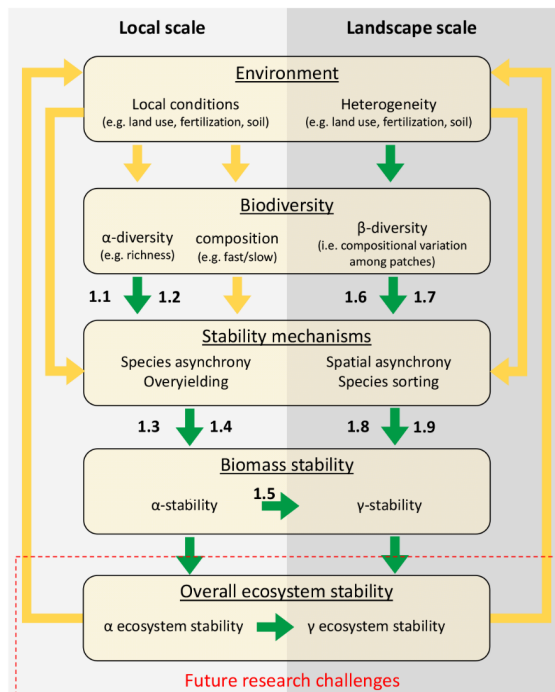 Local scale
Landscape scale
Environment
Local conditions
(e.g. land use, fertilization, soil)
Heterogeneity
(e.g. land use, fertilization, soil)
Biodiversity
α-diversity
(e.g. richness)
composition
(e.g. fast/slow)
β-diversity
(i.e. compositional variation
among patches)
1.1
1.2
1.6
1.7
Stability mechanisms
Species asynchrony
Overyielding
Spatial asynchrony
Species sorting
1.3
1.4
1.8
1.9
Biomass stability
α-stability
1.5
γ-stability
Overall ecosystem stability
α ecosystem stability
γ ecosystem stability
Future research challenges